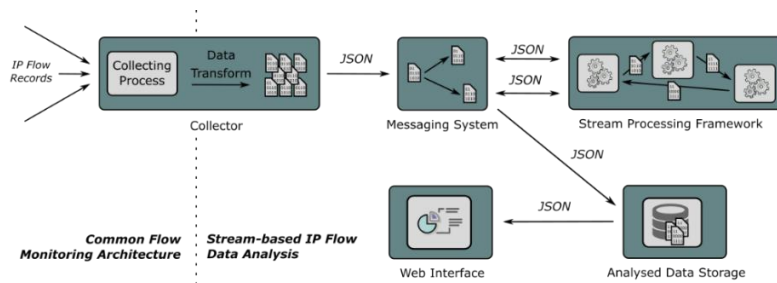 IP Flow
Records
Collecting
Process
Data
Transform
Collector
JSON
Messaging System
JSON
JSON
Stream Processing Framework
JSON
Common Flow
Monitoring Architecture
Stream-based IP Flow
Data Analysis
Web Interface
JSON
Analysed Data Storage